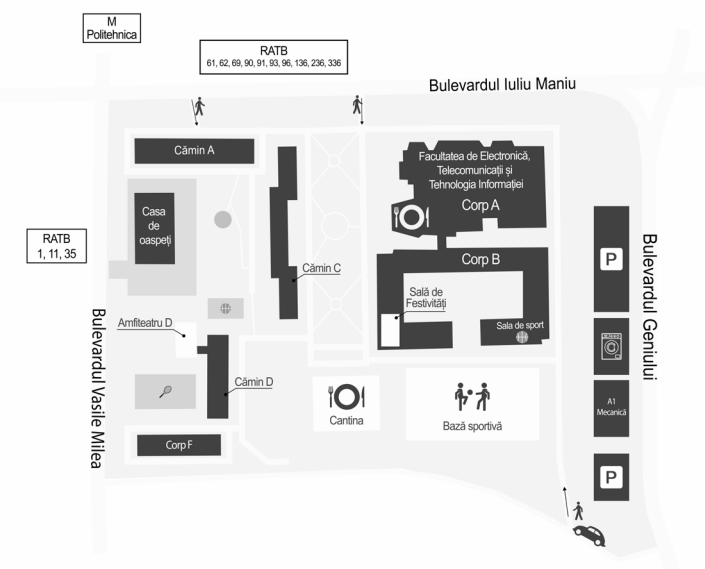 M
Politehnica
RATB
61, 62, 69, 90, 91, 93, 96, 136, 236, 336
Bulevardul Iuliu Maniu
Cămin A
Facultatea de Electronică,
Telecomunicații și
Tehnologia Informației
Corp A
Casa
de
oaspeți
RATB
1, 11, 35
Corp B
Cămin C
Sală de
Festivități
Sala de sport
Amfiteatru D
Bulevardul Vasile Milea
Bulevardul Geniului
P
Cămin D
A1
Mecanică
Cantina
Bază sportivă
Corp F
P